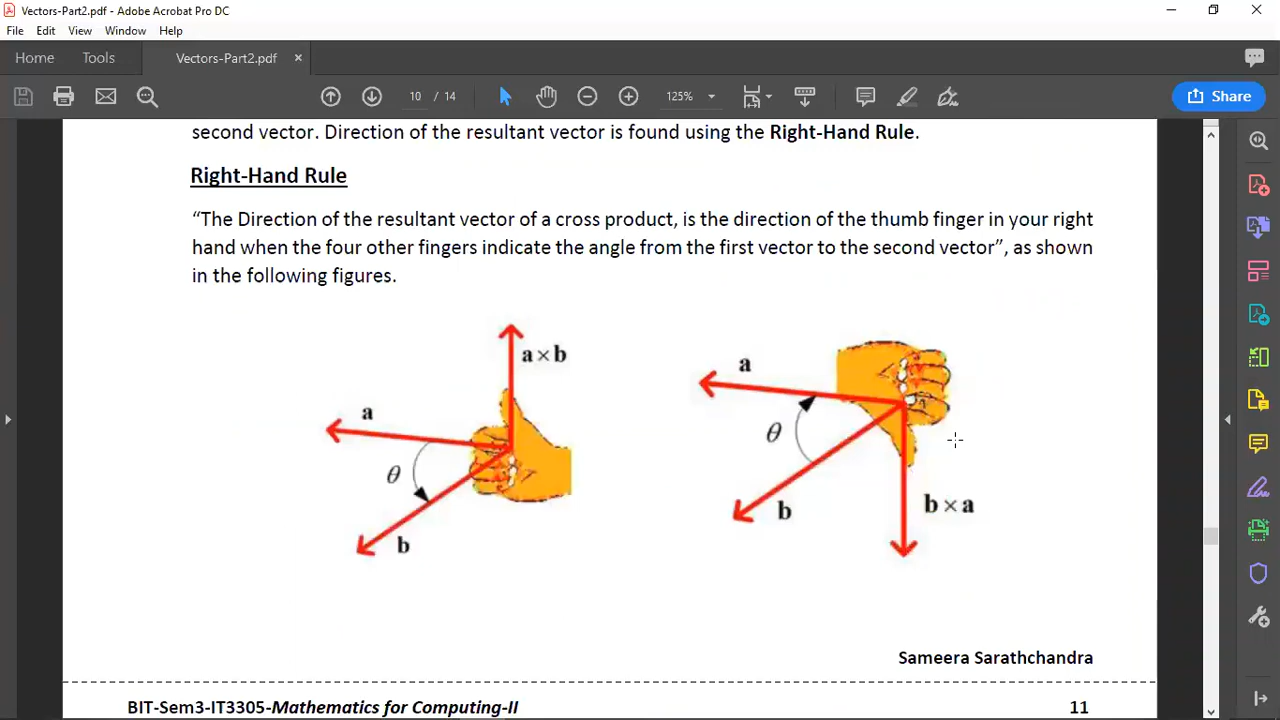 Vectors-Part2.pdf - Adobe Acrobat Pro DC
File Edit View Window Help
Home Tools Vectors-Part2.pdf ×
10 / 14 125% Share
second vector. Direction of the resultant vector is found using the Right-Hand Rule.
Right-Hand Rule
“The Direction of the resultant vector of a cross product, is the direction of the thumb finger in your right
hand when the four other fingers indicate the angle from the first vector to the second vector”, as shown
in the following figures.
a × b
a
θ
b
a
θ
b
b × a
Sameera Sarathchandra
BIT-Sem3-IT3305-Mathematics for Computing-II 11